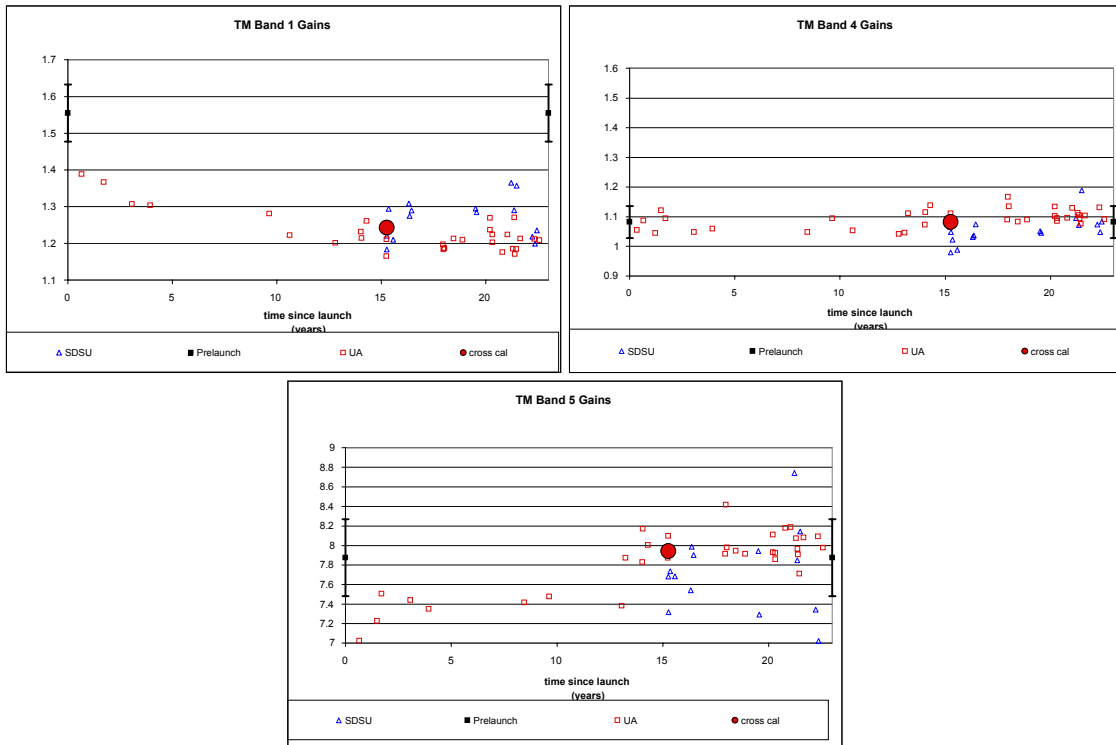 TM Band 1 Gains
1.7
1.6
1.5
1.4
1.3
1.2
1.1
0 5 10 15 20
time since launch
(years)
SDSU Prelaunch UA cross cal
TM Band 4 Gains
1.6
1.5
1.4
1.3
1.2
1.1
1
0.9
0 5 10 15 20
time since launch
(years)
SDSU Prelaunch UA cross cal
TM Band 5 Gains
9
8.8
8.6
8.4
8.2
8
7.8
7.6
7.4
7.2
7
0 5 10 15 20
time since launch
(years)
SDSU Prelaunch UA cross cal